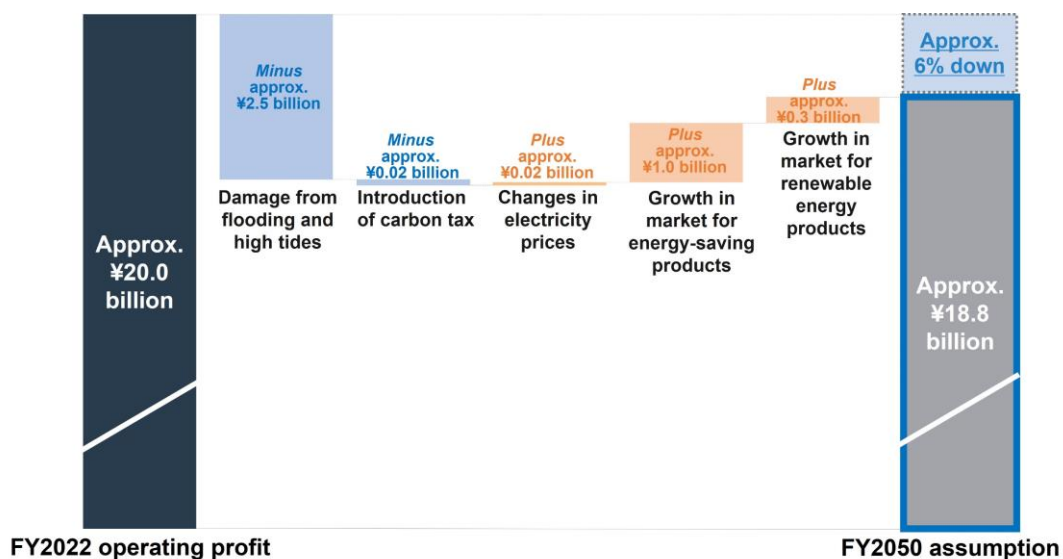 Approx.
¥20.0
billion
FY2022 operating profit
Minus
approx.
¥2.5 billion
Damage from
flooding and
high tides
Minus
approx.
¥0.02 billion
Introduction
of carbon tax
Plus
approx.
¥0.02 billion
Changes in
electricity
prices
Plus
approx.
¥1.0 billion
Growth in
market for
energy-saving
products
Plus
approx.
¥0.3 billion
Growth in
market for
renewable
energy
products
Approx.
6% down
Approx.
¥18.8
billion
FY2050 assumption